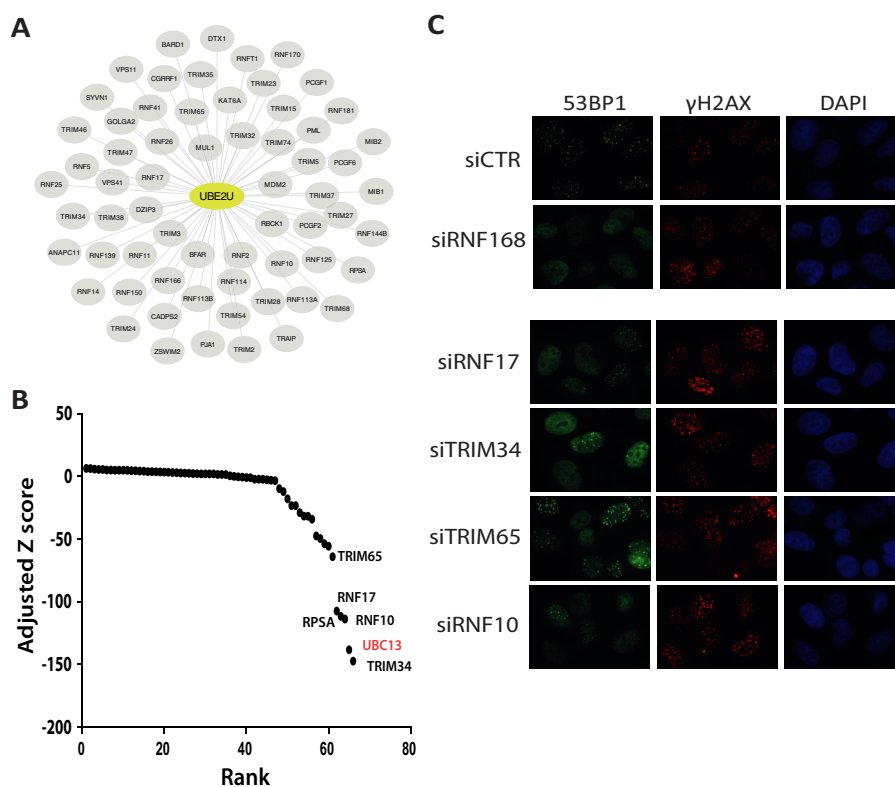 A
C
DTX1
BARD1
RNFT1
RNF170
VPS11
CGRRF1
TRIM35
TRIM23
PCGF1
SYVN1
RNF41
TRIM65
KAT6A
TRIM15
RNF181
GOLGA2
TRIM46
RNF26
MUL1
TRIM32
TRIM74
PML
MIB2
TRIM47
TRIM5
PCGF6
RNF5
RNF25
VPS41
RNF17
UBE2U
MDM2
TRIM37
MIB1
TRIM34
TRIM38
DZIP3
RBCK1
PCGF2
TRIM27
TRIM3
RNF144B
ANAPC11
RNF139
RNF11
BFAR
RNF2
RNF10
RNF125
RPSA
RNF14
RNF150
RNF166
RNF113B
RNF114
TRIM28
RNF113A
TRIM68
TRIM24
CADPS2
TRIM54
ZSWIM2
PJA1
TRIM2
TRAIP
B
50
0
-50
-100
-150
-200
Adjusted Z score
TRIM65
RNF17
RPSA
RNF10
UBC13
TRIM34
0
20
40
60
80
Rank
53BP1
γH2AX
DAPI
siCTR
siRNF168
siRNF17
siTRIM34
siTRIM65
siRNF10